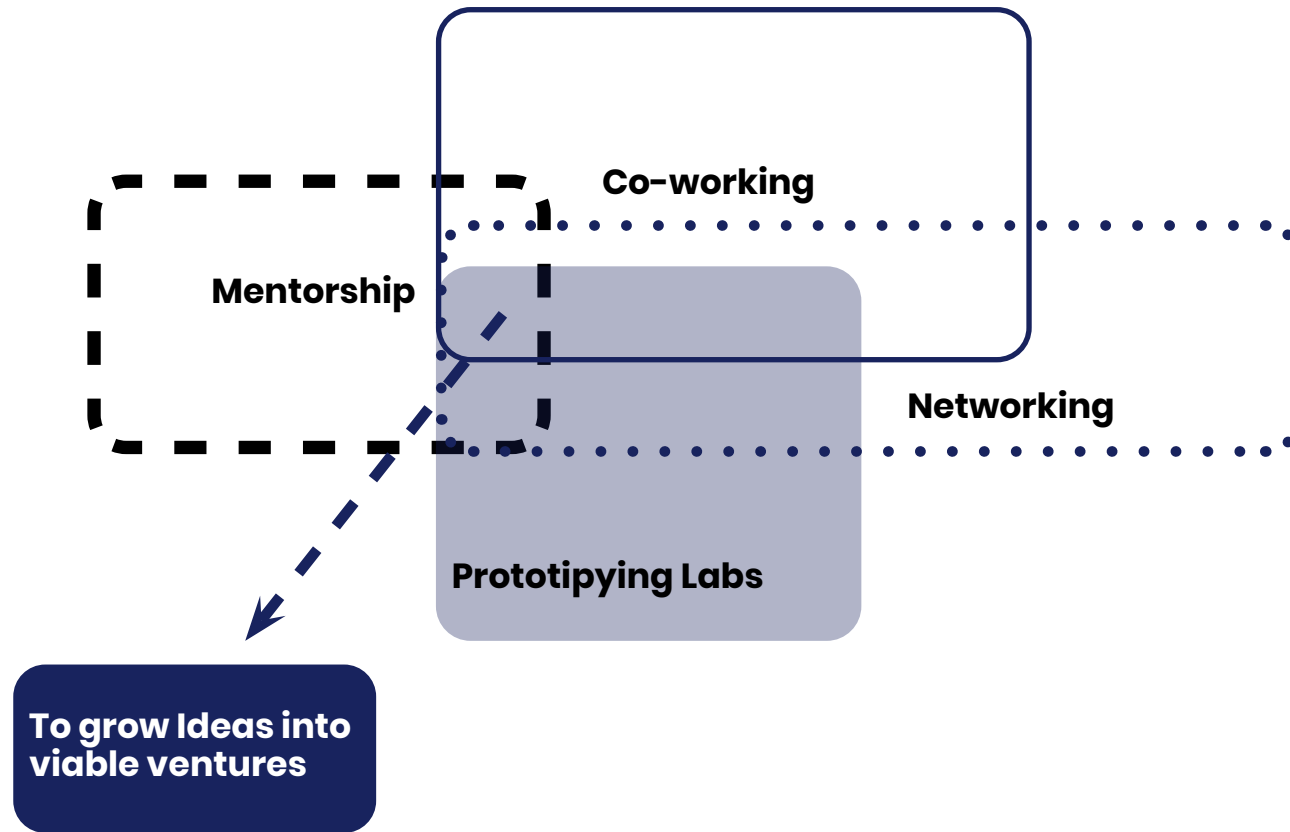 Co-working
Mentorship
Networking
Prototipying Labs
To grow Ideas into
viable ventures